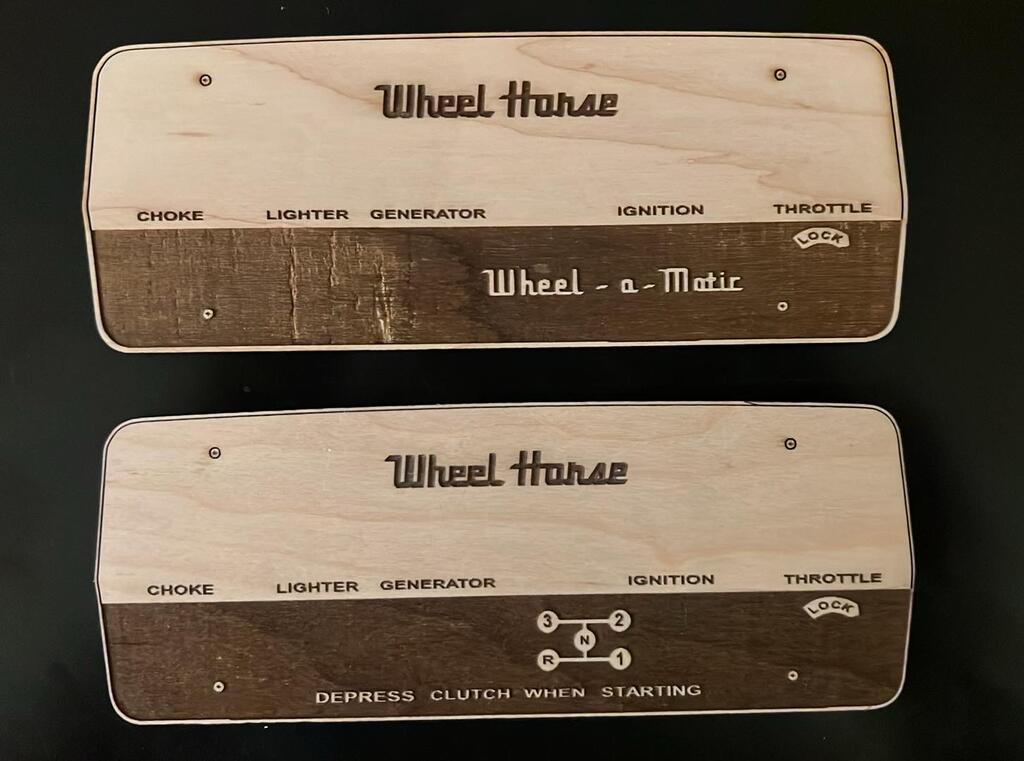 Wheel Horse
CHOKE LIGHTER GENERATOR IGNITION THROTTLE
LOCK
Wheel-a-Matic
Wheel Horse
CHOKE LIGHTER GENERATOR IGNITION THROTTLE
LOCK
3 2
N
R 1
DEPRESS CLUTCH WHEN STARTING